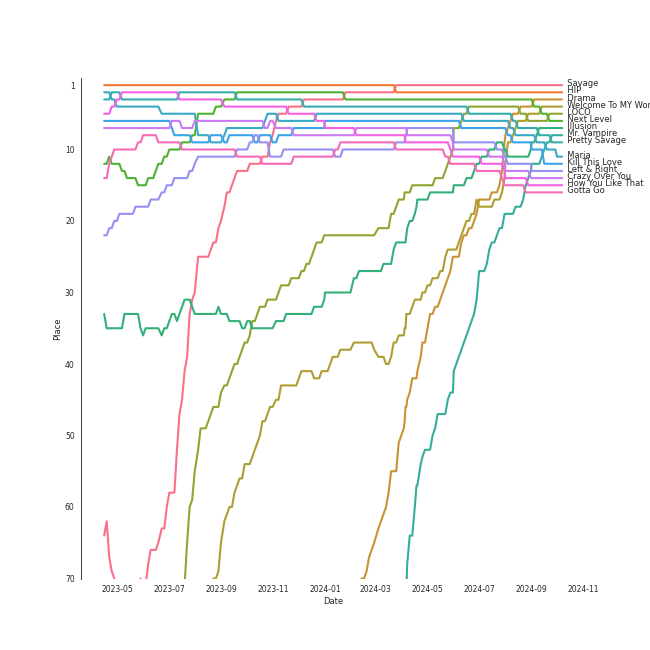 1
10
20
30
40
50
60
70
Place
2023-05
2023-07
2023-09
2023-11
2024-01
2024-03
2024-05
2024-07
2024-09
2024-11
Date
Savage
HIP
Drama
Welcome To MY Wor
LOCO
Next Level
Illusion
Mr. Vampire
Pretty Savage
Maria
Kill This Love
Left & Right
Crazy Over You
How You Like That
Gotta Go